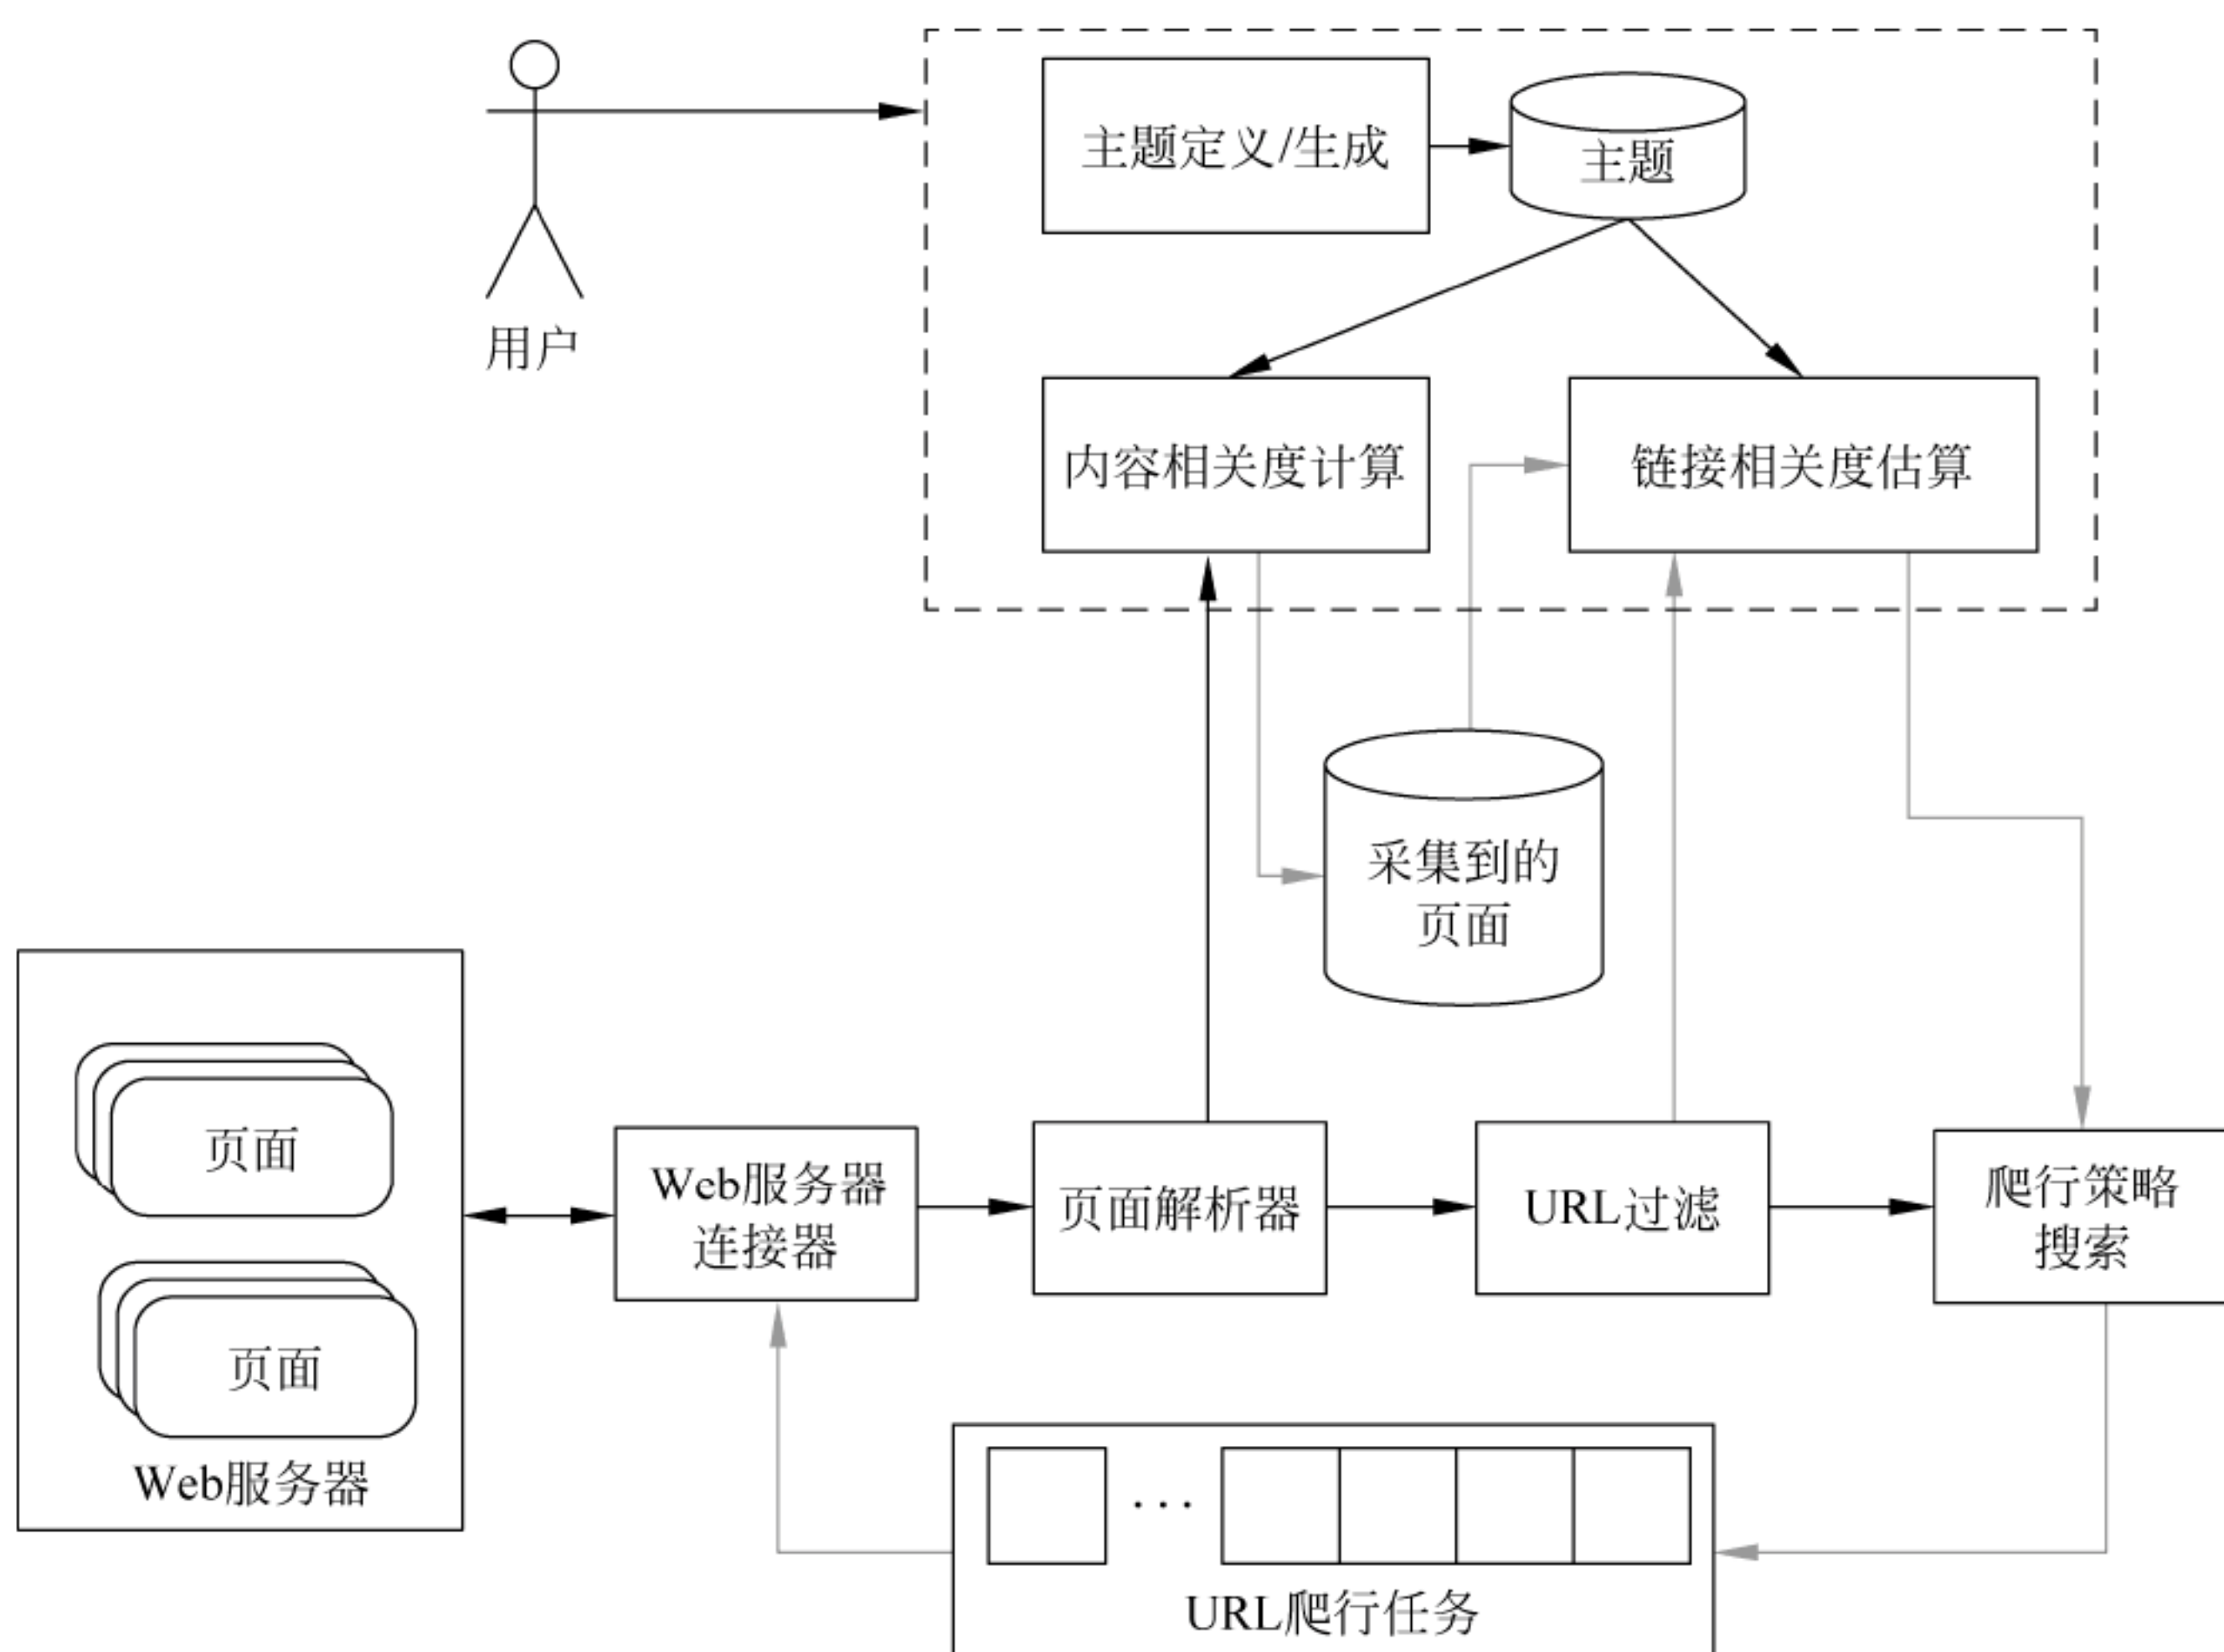 主题定义/生成
主题
用户
内容相关度计算
链接相关度估算
采集到的
页面
页面
Web服务器
连接器
页面解析器
URL过滤
爬行策略
搜索
页面
Web服务器
...
URL爬行任务